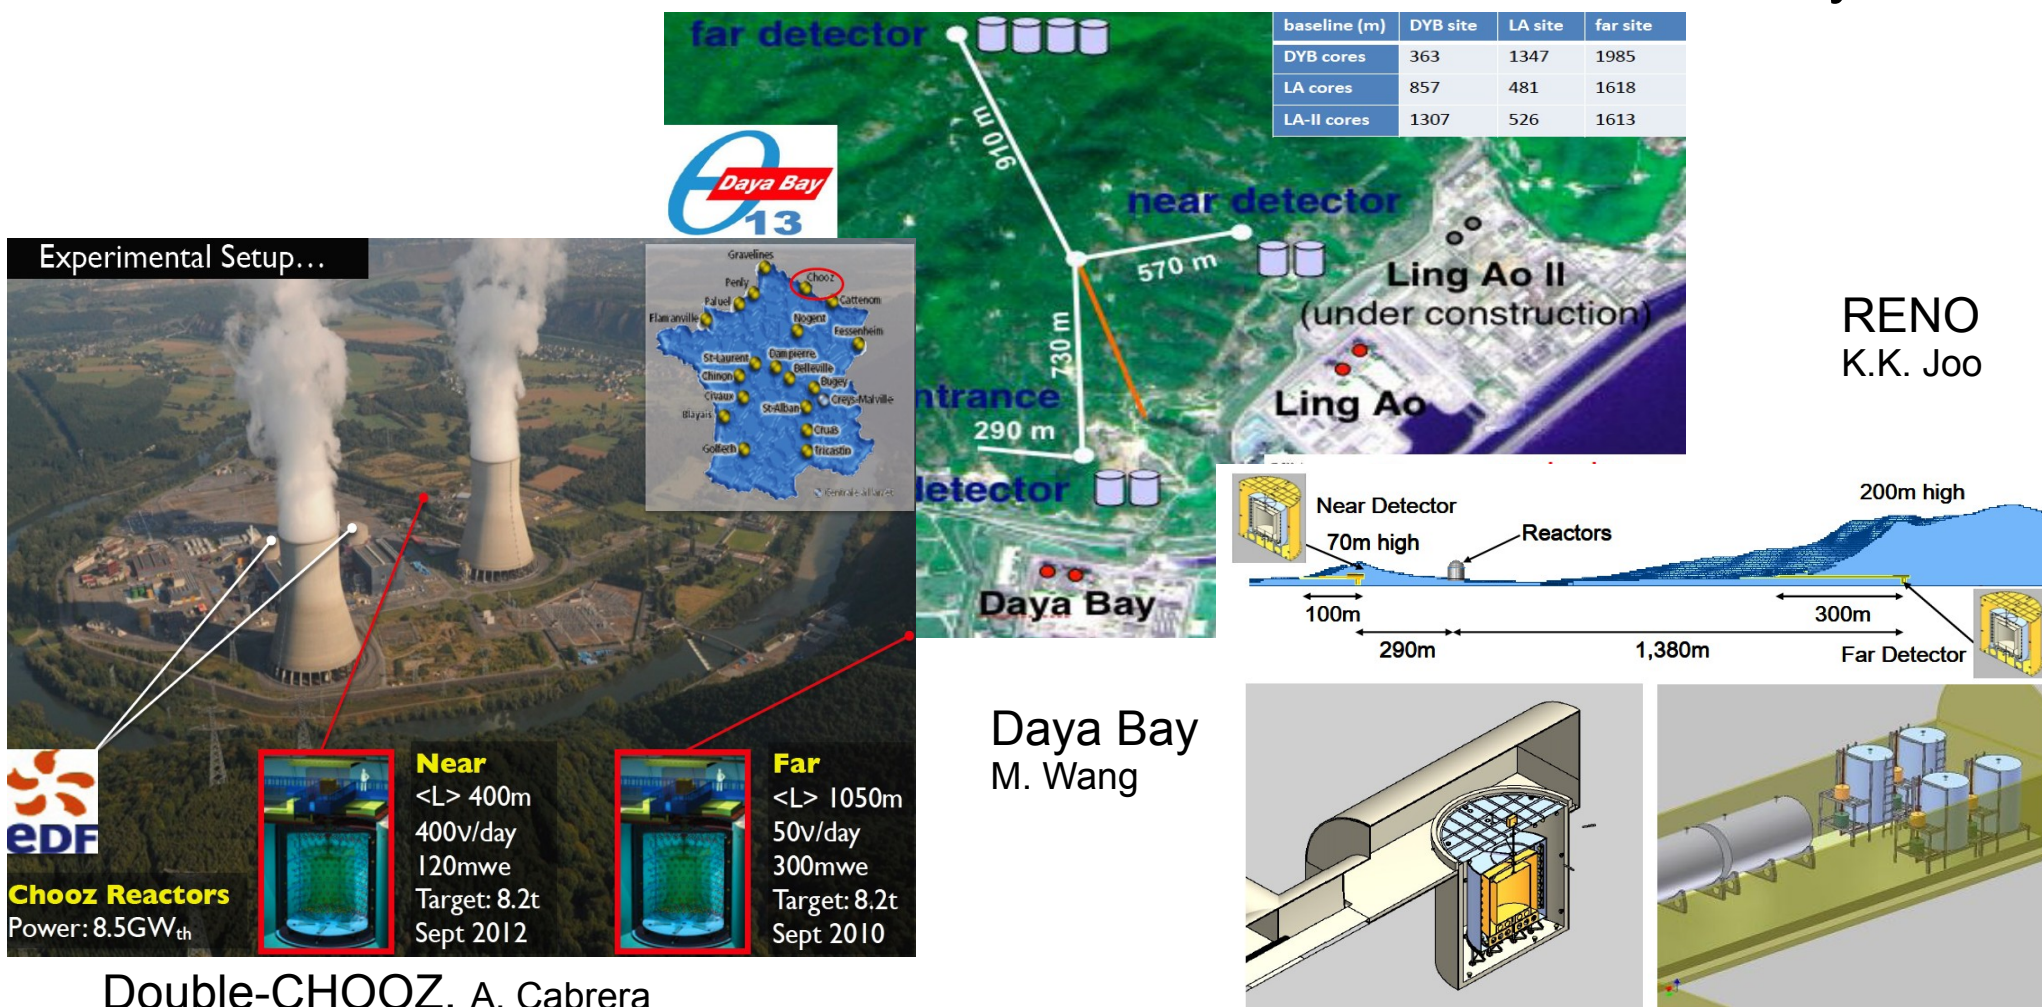 far detector
910 m
near detector
570 m
730 m
Ling Ao II
(under construction)
Ling Ao
ntrance
290 m
etector
Daya Bay
baseline (m) DYB site LA site far site
DYB cores 363 1347 1985
LA cores 857 481 1618
LA-II cores 1307 526 1613
Daya Bay
13
Experimental Setup...
Gravelines
Chooz
Penly
Paluel
Cattenom
Flamanville
Nogent
Fessenheim
St-Laurent
Dampierre
Belleville
Chinon
Bugey
Civaux
Creys-Malville
St-Alban
Blayais
Cruas
Golfech
Tricastin
eDF
Chooz Reactors
Power: 8.5GWth
Near
<L> 400m
400ν/day
120mwe
Target: 8.2t
Sept 2012
Far
<L> 1050m
50ν/day
300mwe
Target: 8.2t
Sept 2010
Double-CHOOZ, A. Cabrera
Daya Bay
M. Wang
RENO
K.K. Joo
Near Detector
70m high
Reactors
200m high
100m
300m
290m
1,380m
Far Detector